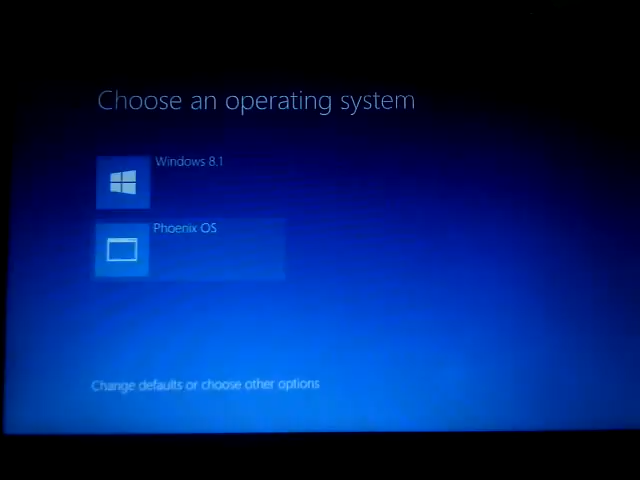 Choose an operating system
Windows 8.1
Phoenix OS
Change defaults or choose other options